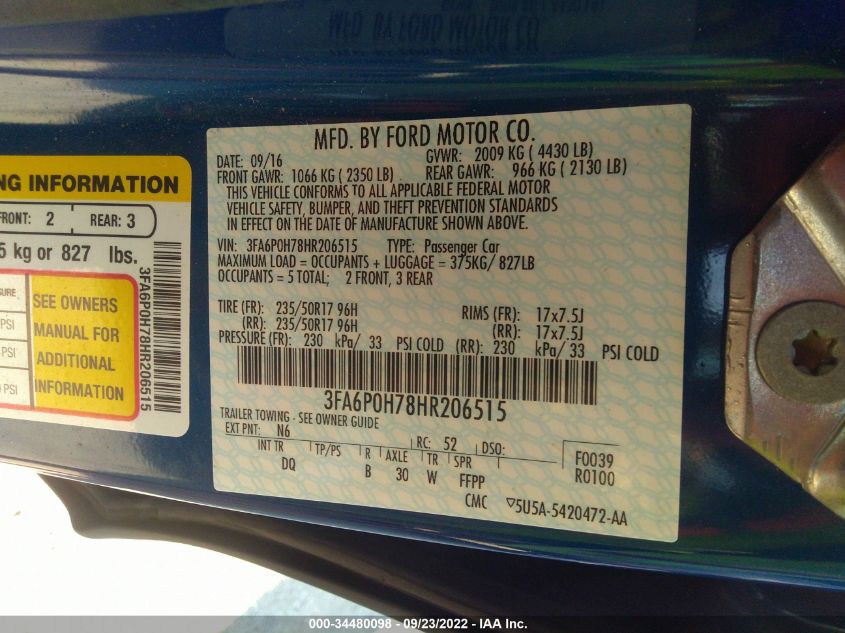 MFD. BY FORD MOTOR CO.
MFD. BY FORD MOTOR CO.
DATE: 09/16 GVWR: 2009 KG ( 4430 LB)
FRONT GAWR: 1066 KG ( 2350 LB) REAR GAWR: 966 KG ( 2130 LB)
THIS VEHICLE CONFORMS TO ALL APPLICABLE FEDERAL MOTOR
VEHICLE SAFETY, BUMPER, AND THEFT PREVENTION STANDARDS
IN EFFECT ON THE DATE OF MANUFACTURE SHOWN ABOVE.
VIN: 3FA6P0H78HR206515 TYPE: Passenger Car
MAXIMUM LOAD = OCCUPANTS + LUGGAGE = 375KG/ 827LB
OCCUPANTS = 5 TOTAL; 2 FRONT, 3 REAR
TIRE (FR): 235/50R17 96H RIMS (FR): 17x7.5J
(RR): 235/50R17 96H (RR): 17x7.5J
PRESSURE (FR): 230 kPa/ 33 PSI COLD (RR): 230 kPa/ 33 PSI COLD
3FA6P0H78HR206515
TRAILER TOWING - SEE OWNER GUIDE
EXT PNT: N6 RC: 52 DSO:
INT TR TP/PS R AXLE TR SPR F0039
DQ B 30 W FFPP R0100
CMC ▽5U5A-5420472-AA
NG INFORMATION
FRONT: 2 REAR: 3
5 kg or 827 lbs.
SEE OWNERS
MANUAL FOR
ADDITIONAL
INFORMATION
PSI
PSI
PSI
3FA6P0H78HR206515
000-34480098 - 09/23/2022 - IAA Inc.